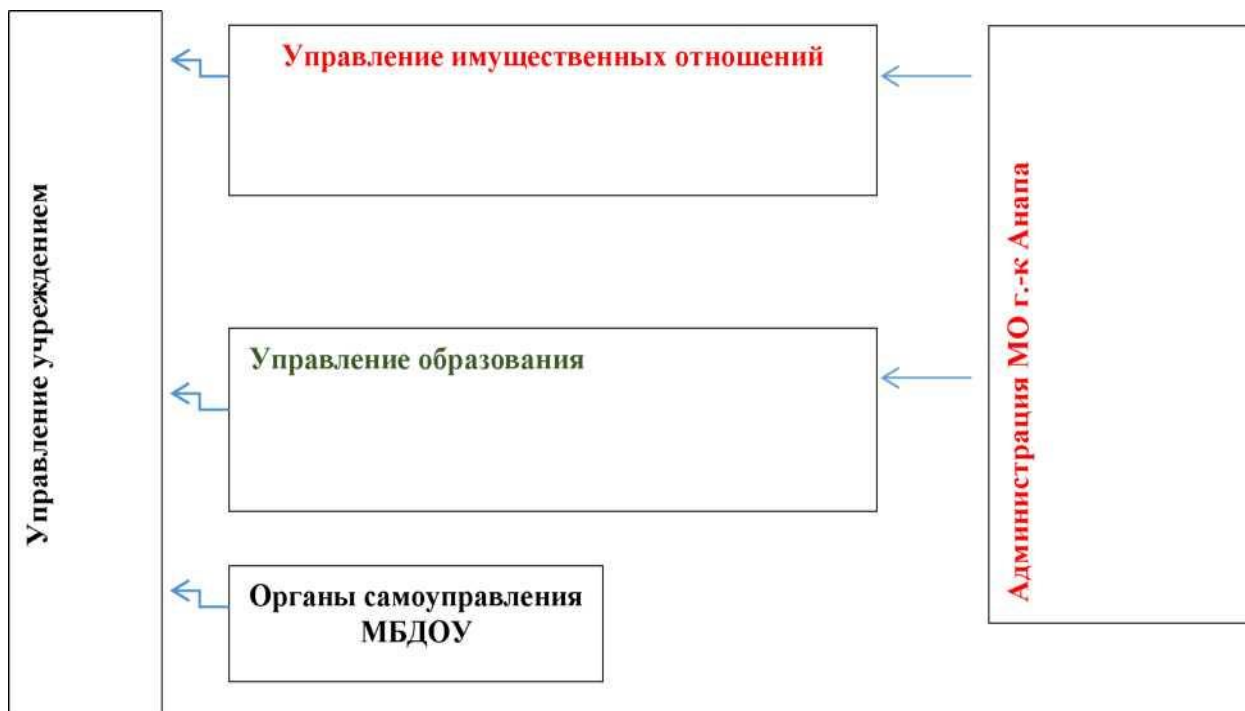 Управление учреждением
Управление имущественных отношений
Управление образования
Органы самоуправления
МБДОУ
Администрация МО г.-к Анапа